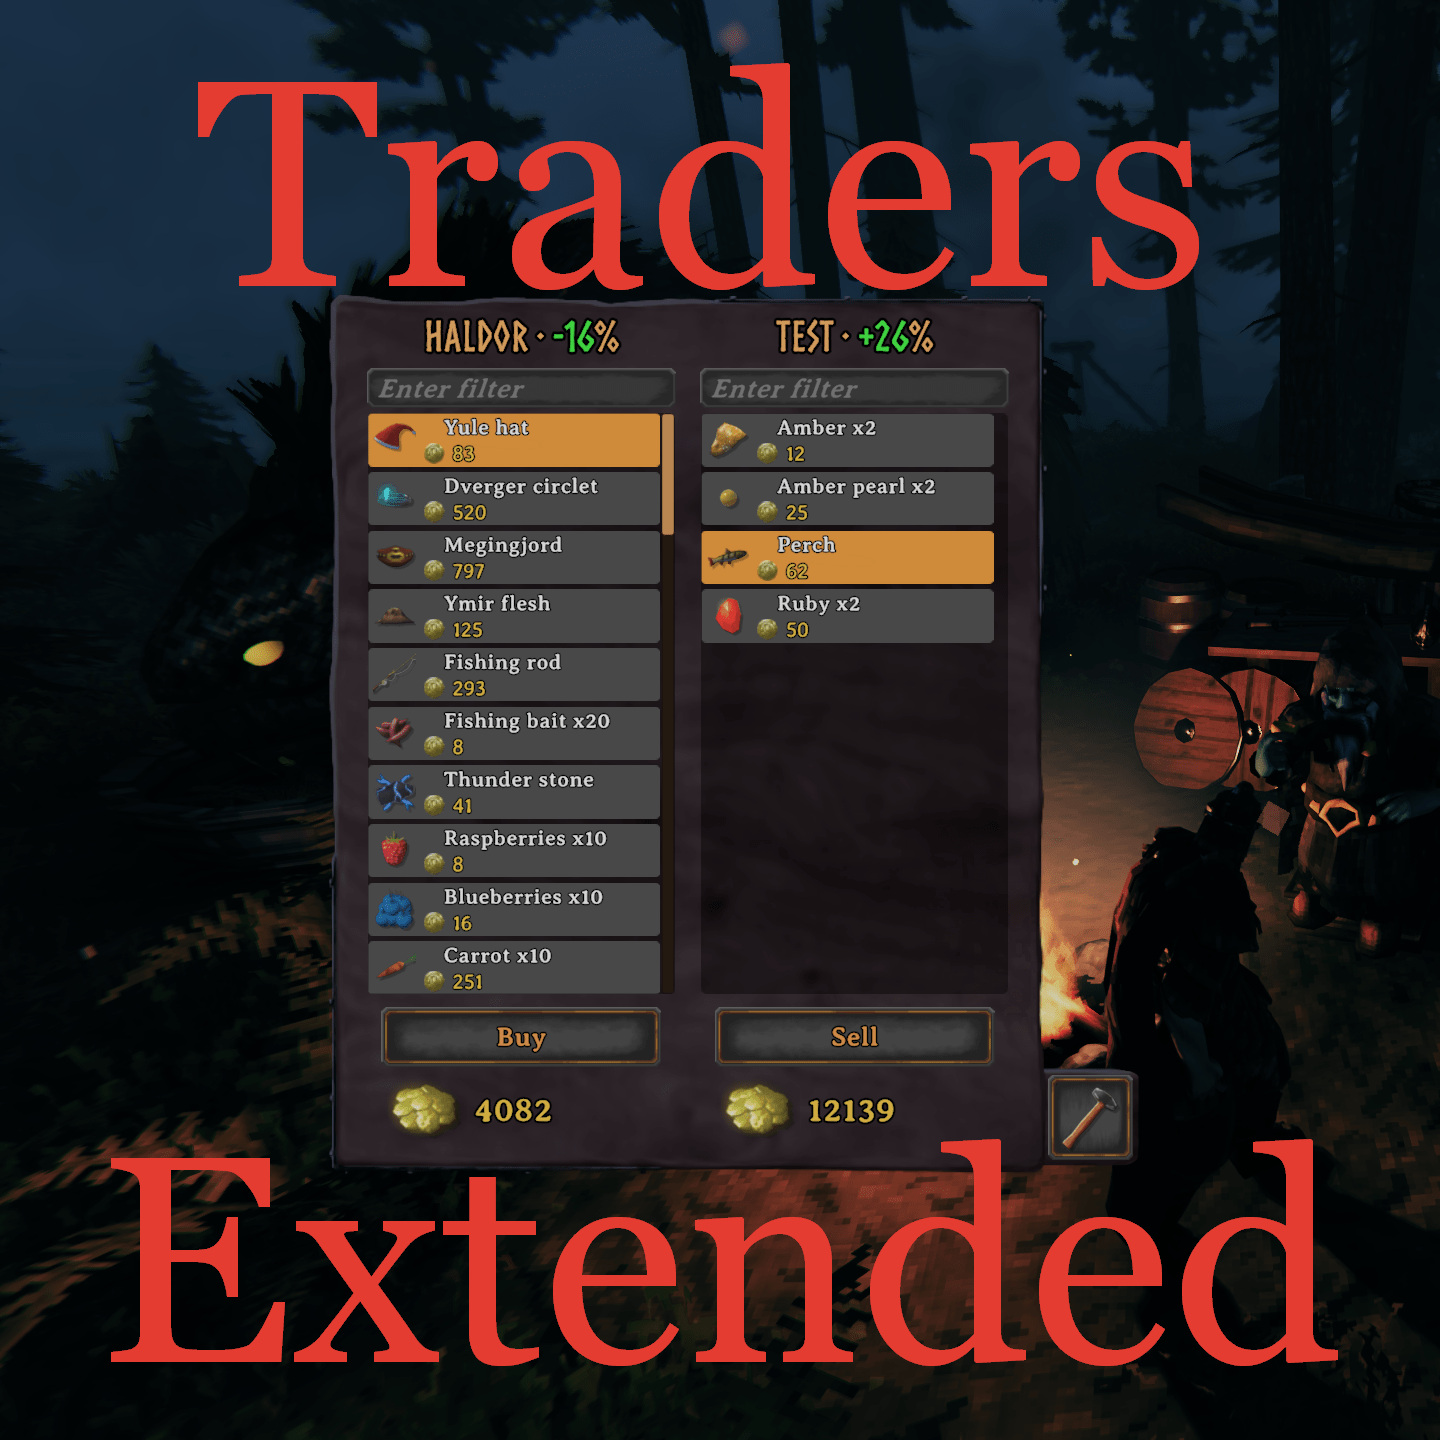 Traders
HALDOR · -16%
Enter filter
Yule hat
83
Dverger circlet
520
Megingjord
797
Ymir flesh
125
Fishing rod
293
Fishing bait x20
8
Thunder stone
41
Raspberries x10
8
Blueberries x10
16
Carrot x10
251
Buy
4082
TEST · +26%
Enter filter
Amber x2
12
Amber pearl x2
25
Perch
62
Ruby x2
50
Sell
12139
Extended